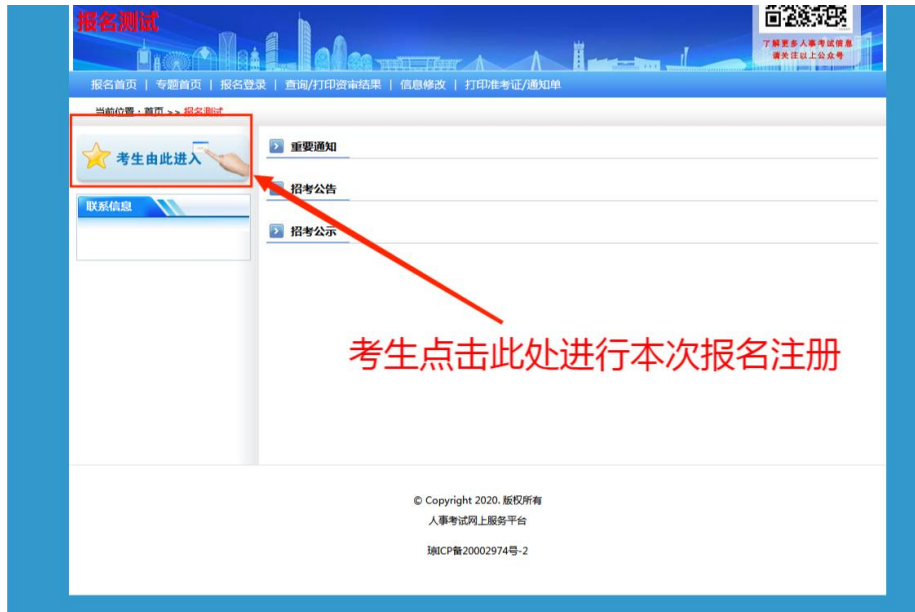 报名测试
了解更多人事考试信息
请关注以上公众号
报名首页 | 专题首页 | 报名登录 | 查询/打印资审结果 | 信息修改 | 打印准考证/通知单
当前位置：首页 >> 报名测试
考生由此进入
重要通知
招考公告
联系信息
招考公示
考生点击此处进行本次报名注册
© Copyright 2020. 版权所有
人事考试网上服务平台
琼ICP备20002974号-2